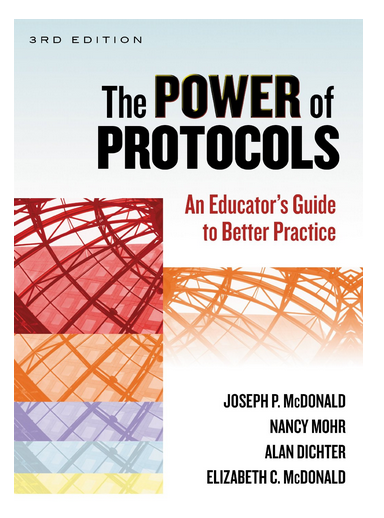 3RD EDITION
The POWER of
PROTOCOLS
An Educator's Guide
to Better Practice
JOSEPH P. McDONALD
NANCY MOHR
ALAN DICHTER
ELIZABETH C. McDONALD